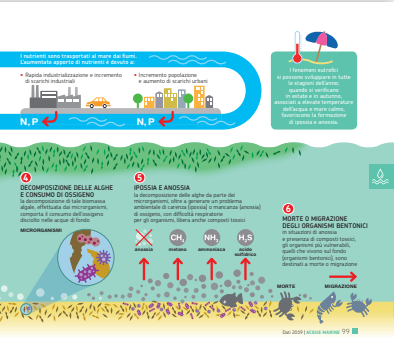 I nutrienti sono trasportati al mare dai fiumi.
L'aumentato apporto di nutrienti è dovuto a:
• Rapida industrializzazione e incremento
di scarichi industriali
• Incremento popolazione
e aumento di scarichi urbani
N, P
N, P
I fenomeni eutrofici
si possono sviluppare in tutte
le stagioni dell'anno;
quando si verificano
in estate e in autunno,
associati a elevate temperature
dell'acqua e mare calmo,
favoriscono la formazione
di ipossia e anossia.
4
DECOMPOSIZIONE DELLE ALGHE
E CONSUMO DI OSSIGENO
la decomposizione di tale biomassa
algale, effettuata dai microrganismi,
comporta il consumo dell'ossigeno
disciolto nelle acque di fondo
MICRORGANISMI
5
IPOSSIA E ANOSSIA
la decomposizione delle alghe da parte dei
microrganismi, oltre a generare un problema
ambientale di carenza (ipossia) o mancanza (anossia)
di ossigeno, con difficoltà respiratorie
per gli organismi, libera anche composti tossici
anossia
CH4
metano
NH3
ammoniaca
H2S
acido
solfidrico
6
MORTE O MIGRAZIONE
DEGLI ORGANISMI BENTONICI
in situazioni di anossia
e presenza di composti tossici,
gli organismi più vulnerabili,
quelli che vivono sul fondo
(organismi bentonici), sono
destinati a morte o migrazione
MORTE
MIGRAZIONE
Dati 2019 | ACQUE MARINE 99